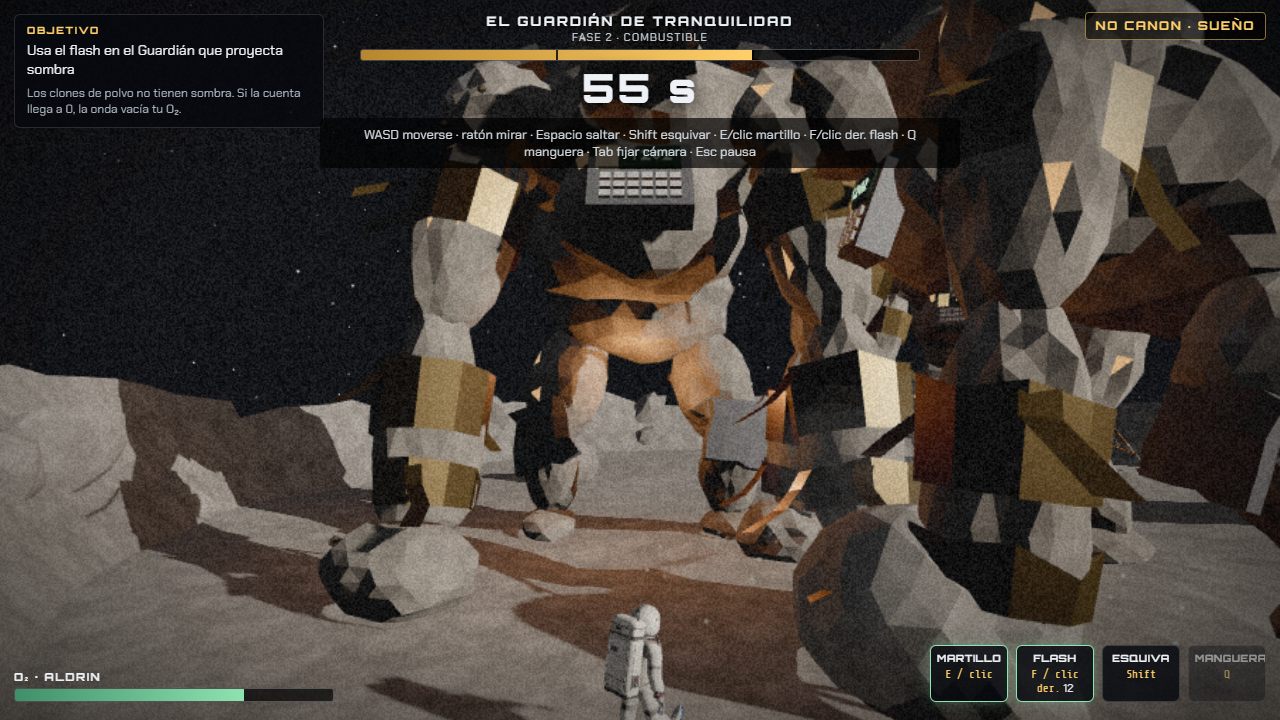 OBJETIVO
Usa el flash en el Guardián que proyecta
sombra
Los clones de polvo no tienen sombra. Si la cuenta
llega a 0, la onda vacía tu O₂.
EL GUARDIÁN DE TRANQUILIDAD
FASE 2 · COMBUSTIBLE
55 s
WASD moverse · ratón mirar · Espacio saltar · Shift esquivar · E/clic martillo · F/clic der. flash · Q
manguera · Tab fijar cámara · Esc pausa
NO CANON · SUEÑO
O₂ · ALDRIN
MARTILLO
E / clic
FLASH
F / clic
der. 12
ESQUIVA
Shift
MANGUERA
Q